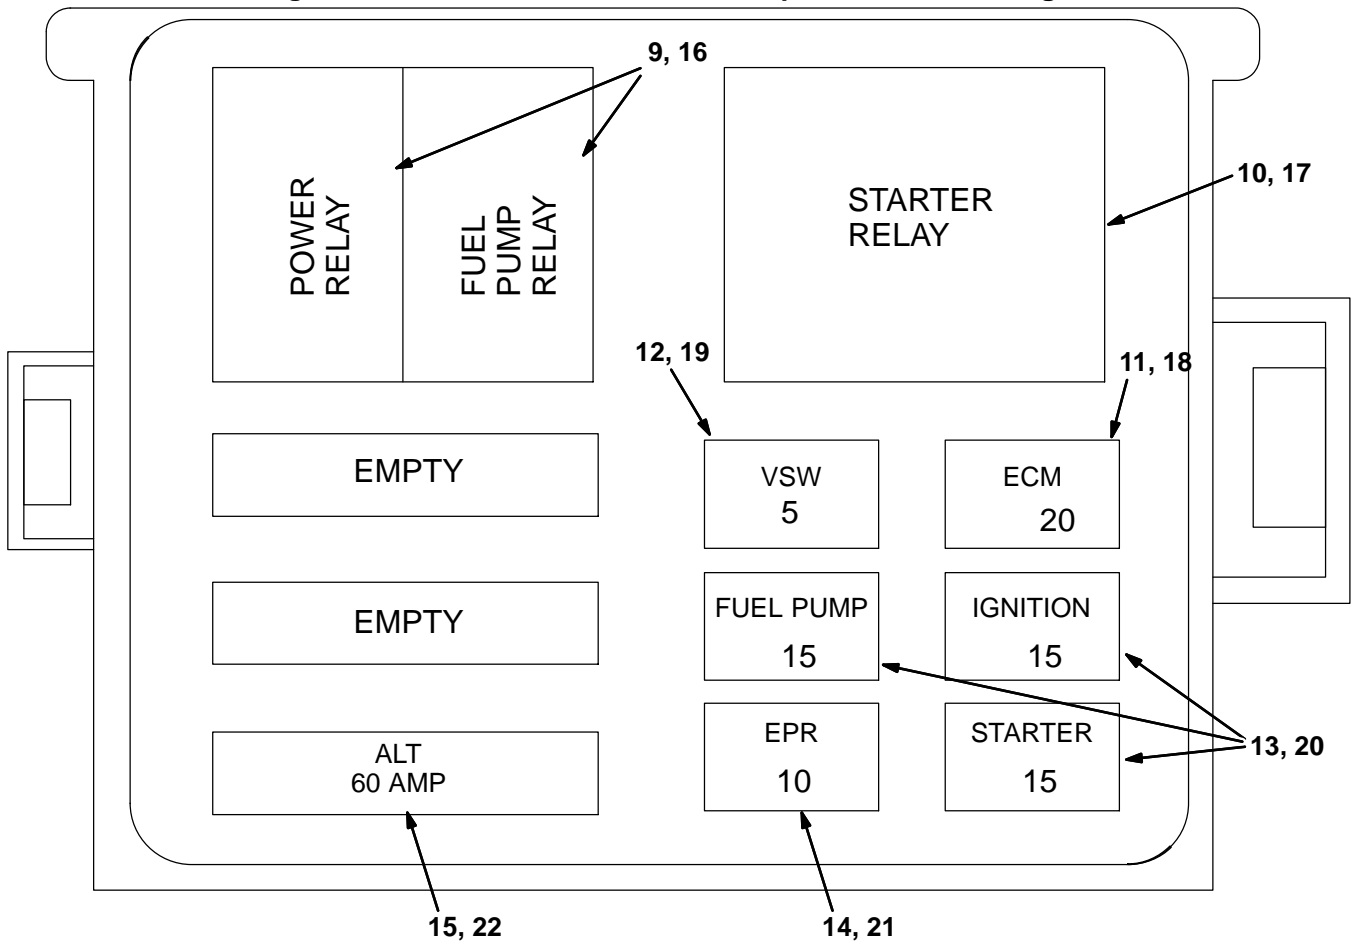 9, 16
10, 17
POWER
RELAY
FUEL
PUMP
RELAY
STARTER
RELAY
12, 19
11, 18
EMPTY
VSW
5
ECM
20
EMPTY
FUEL PUMP
15
IGNITION
15
ALT
60 AMP
EPR
10
STARTER
15
13, 20
15, 22
14, 21